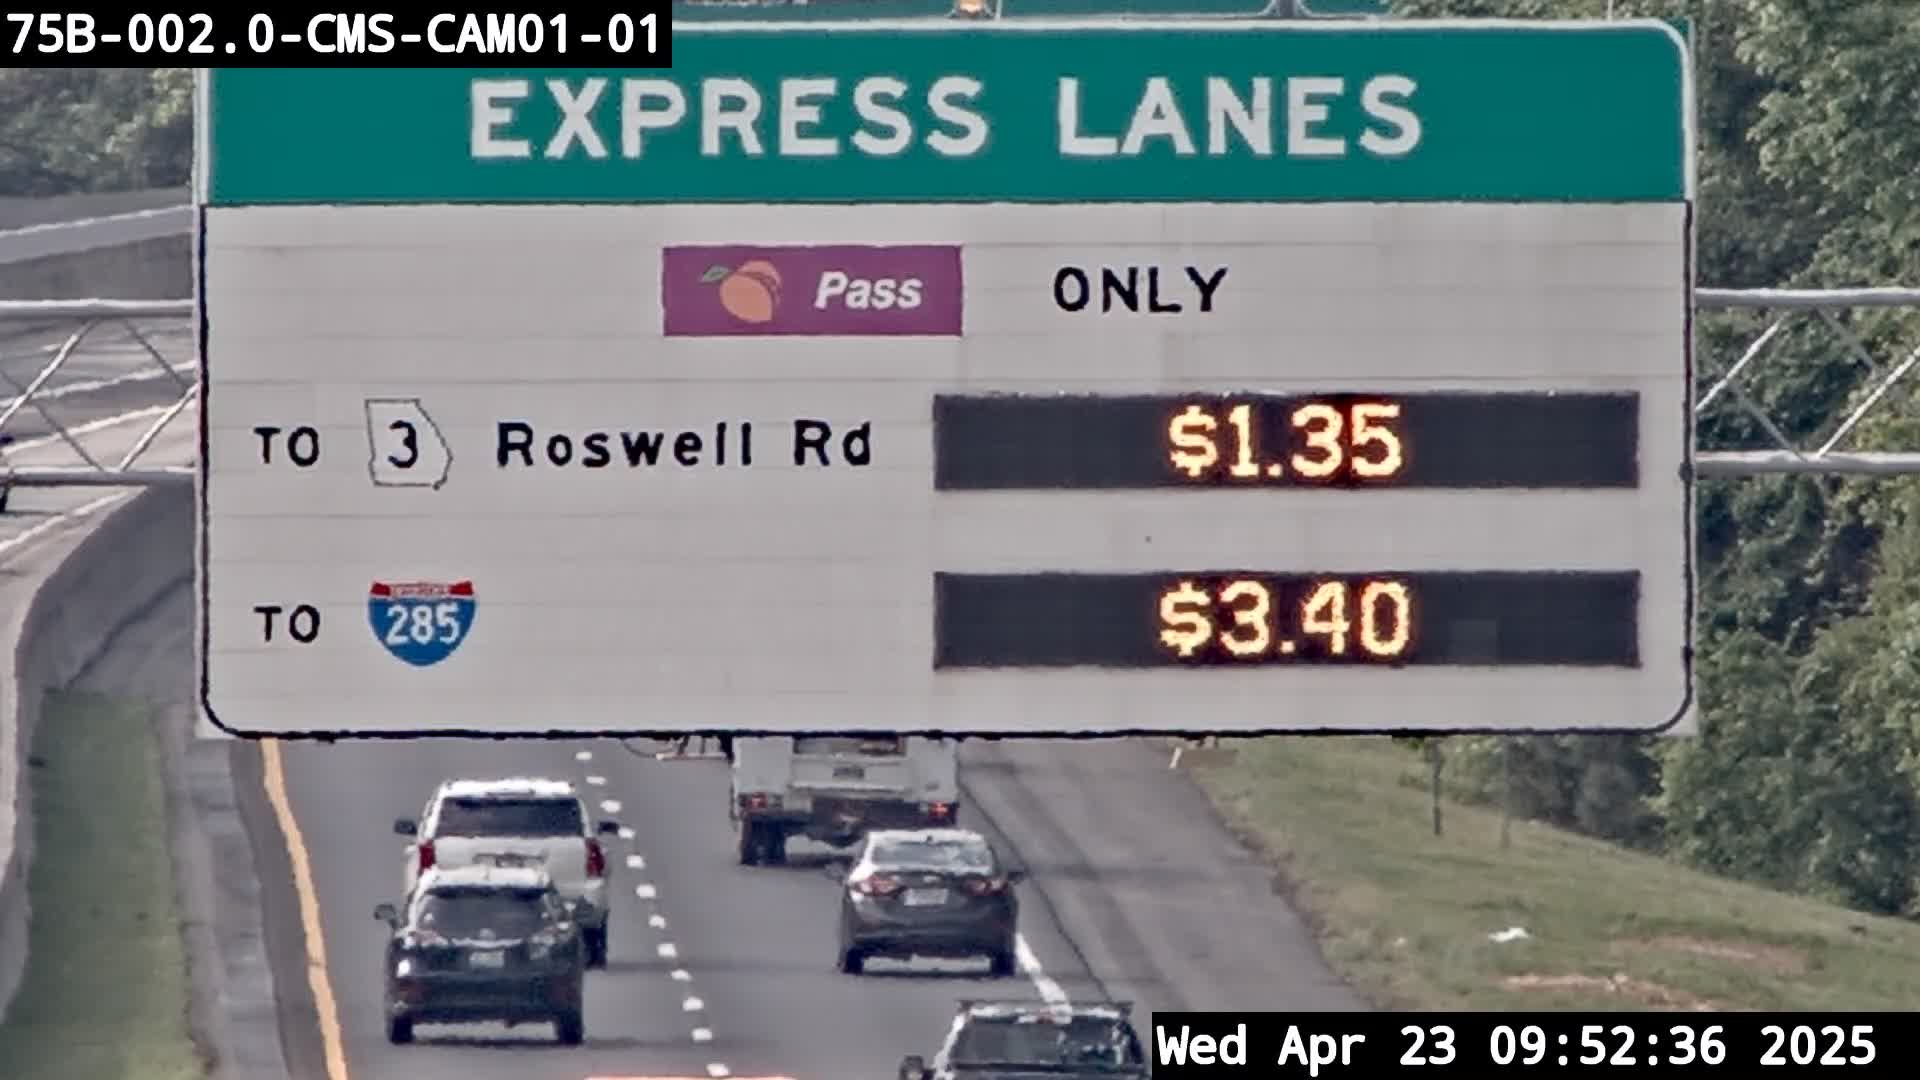 75B-002.0-CMS-CAM01-01
EXPRESS LANES
Pass ONLY
TO 3 Roswell Rd $1.35
TO 285 $3.40
Wed Apr 23 09:52:36 2025